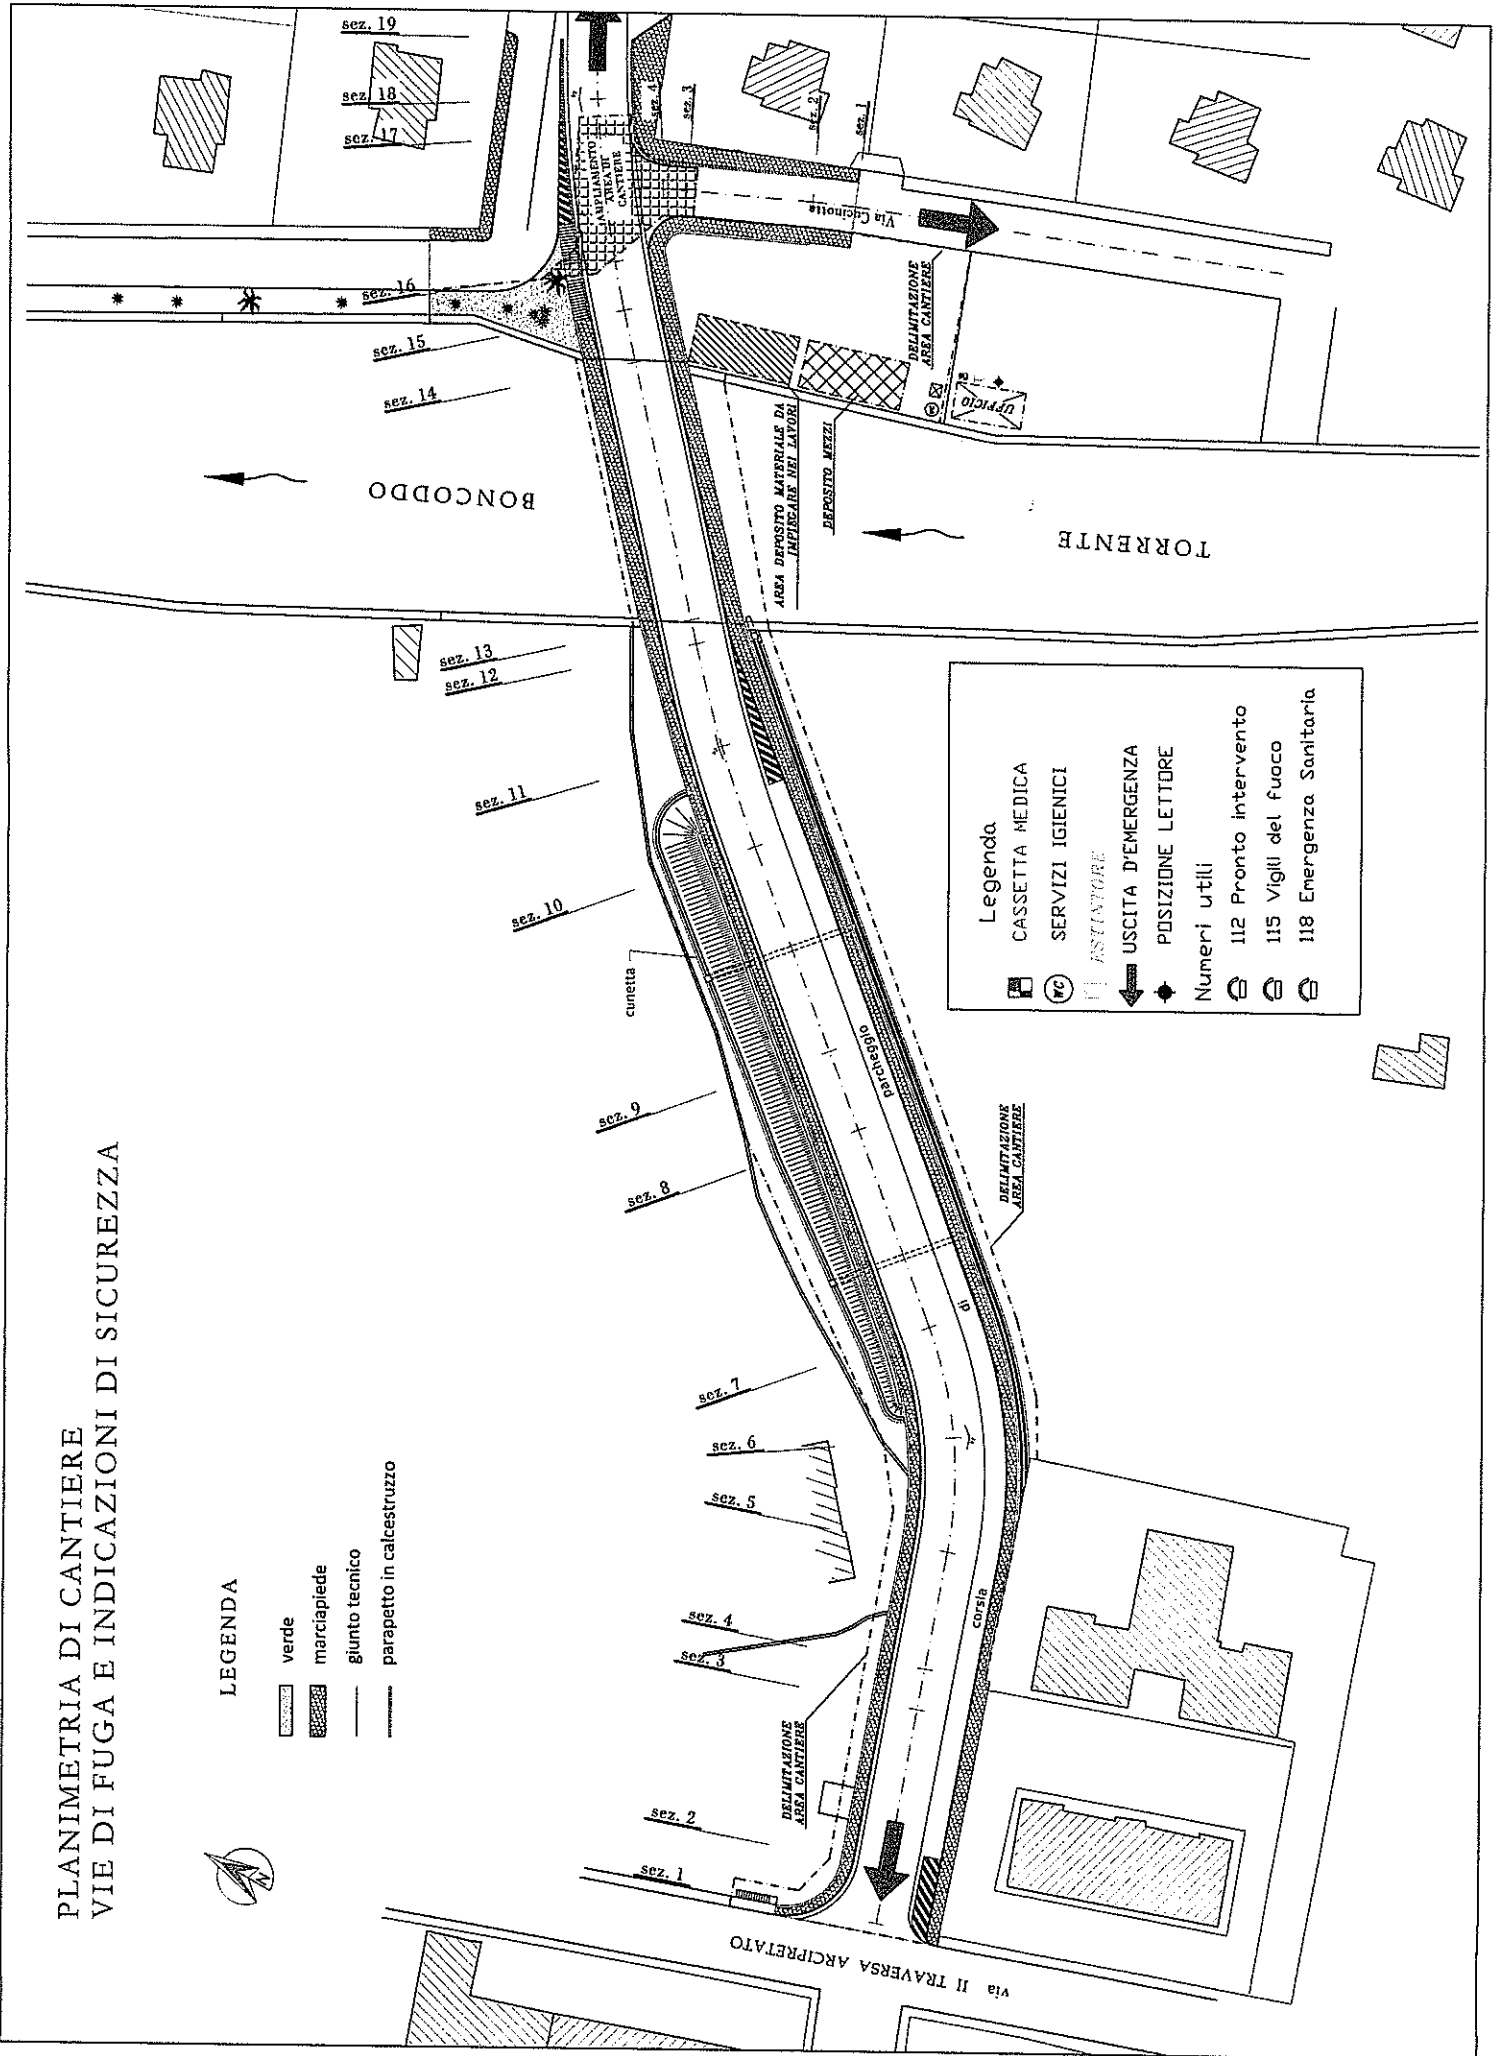 PLANIMETRIA DI CANTIERE
VIE DI FUGA E INDICAZIONI DI SICUREZZA
LEGENDA
verde
marciapiede
giunto tecnico
parapetto in calcestruzzo
sez. 1
sez. 2
sez. 3
sez. 4
sez. 5
sez. 6
sez. 7
sez. 8
sez. 9
sez. 10
sez. 11
sez. 12
sez. 13
sez. 14
sez. 15
sez. 16
sez. 17
sez. 18
sez. 19
cunetta
DELIMITAZIONE
AREA CANTIERE
via II TRAVERSA ARCIPRETATO
corsia
di
parcheggio
DELIMITAZIONE
AREA CANTIERE
BONCODDO
TORRENTE
AREA DEPOSITO MATERIALE DA
IMPIEGARE NEI LAVORI
DEPOSITO MEZZI
DELIMITAZIONE
AREA CANTIERE
UFFICIO
WC
AMPLIAMENTO
AREA DI
CANTIERE
sez. 4
sez. 3
sez. 2
sez. 1
Via Cucinotta
Legenda
CASSETTA MEDICA
WC SERVIZI IGIENICI
ESTINTORE
USCITA D'EMERGENZA
POSIZIONE LETTORE
Numeri utili
112 Pronto intervento
115 Vigili del fuoco
118 Emergenza Sanitaria